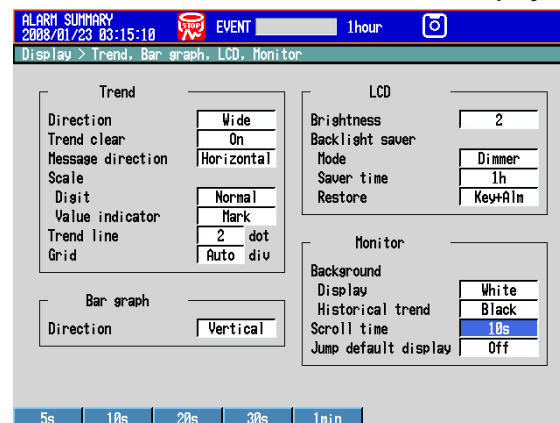 ALARM SUMMARY
2008/01/23 03:15:10
STOP
EVENT
1hour
Display > Trend, Bar graph, LCD, Monitor
Trend
Direction Wide
Trend clear On
Message direction Horizontal
Scale
Digit Normal
Value indicator Mark
Trend line 2 dot
Grid Auto div
Bar graph
Direction Vertical
LCD
Brightness 2
Backlight saver
Mode Dimmer
Saver time 1h
Restore Key+Alm
Monitor
Background
Display White
Historical trend Black
Scroll time 10s
Jump default display Off
5s 10s 20s 30s 1min